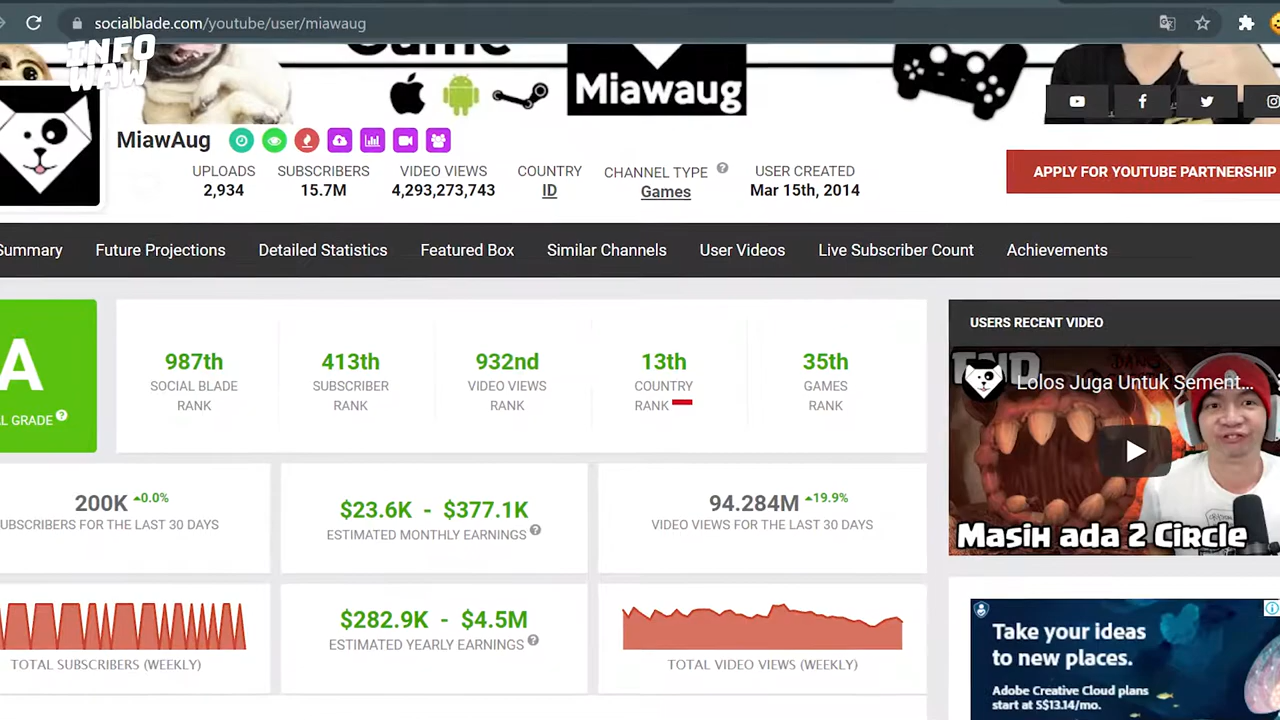 socialblade.com/youtube/user/miawaug
INFO
WAW
Game
Miawaug
MiawAug
UPLOADS
2,934
SUBSCRIBERS
15.7M
VIDEO VIEWS
4,293,273,743
COUNTRY
ID
CHANNEL TYPE ?
Games
USER CREATED
Mar 15th, 2014
APPLY FOR YOUTUBE PARTNERSHIP
Summary Future Projections Detailed Statistics Featured Box Similar Channels User Videos Live Subscriber Count Achievements
A
L GRADE ?
987th
SOCIAL BLADE
RANK
413th
SUBSCRIBER
RANK
932nd
VIDEO VIEWS
RANK
13th
COUNTRY
RANK
35th
GAMES
RANK
USERS RECENT VIDEO
Lolos Juga Untuk Sement...
Masih ada 2 Circle
200K 0.0%
UBSCRIBERS FOR THE LAST 30 DAYS
$23.6K - $377.1K
ESTIMATED MONTHLY EARNINGS ?
94.284M 19.9%
VIDEO VIEWS FOR THE LAST 30 DAYS
TOTAL SUBSCRIBERS (WEEKLY)
$282.9K - $4.5M
ESTIMATED YEARLY EARNINGS ?
TOTAL VIDEO VIEWS (WEEKLY)
Take your ideas
to new places.
Adobe Creative Cloud plans
start at S$13.14/mo.